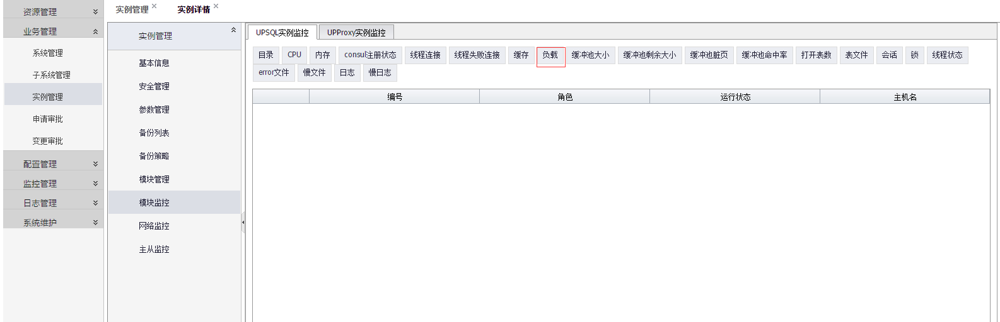 资源管理
业务管理
系统管理
子系统管理
实例管理
申请审批
变更审批
配置管理
监控管理
日志管理
系统维护
实例管理 实例详情
实例管理
基本信息
安全管理
参数管理
备份列表
备份策略
模块管理
模块监控
网络监控
主从监控
UPSQL实例监控 UPProxy实例监控
目录 CPU 内存 consul注册状态 线程连接 线程失败连接 缓存 负载 缓冲池大小 缓冲池剩余大小 缓冲池脏页 缓冲池命中率 打开表数 表文件 会话 锁 线程状态
error文件 慢文件 日志 慢日志
编号 角色 运行状态 主机名